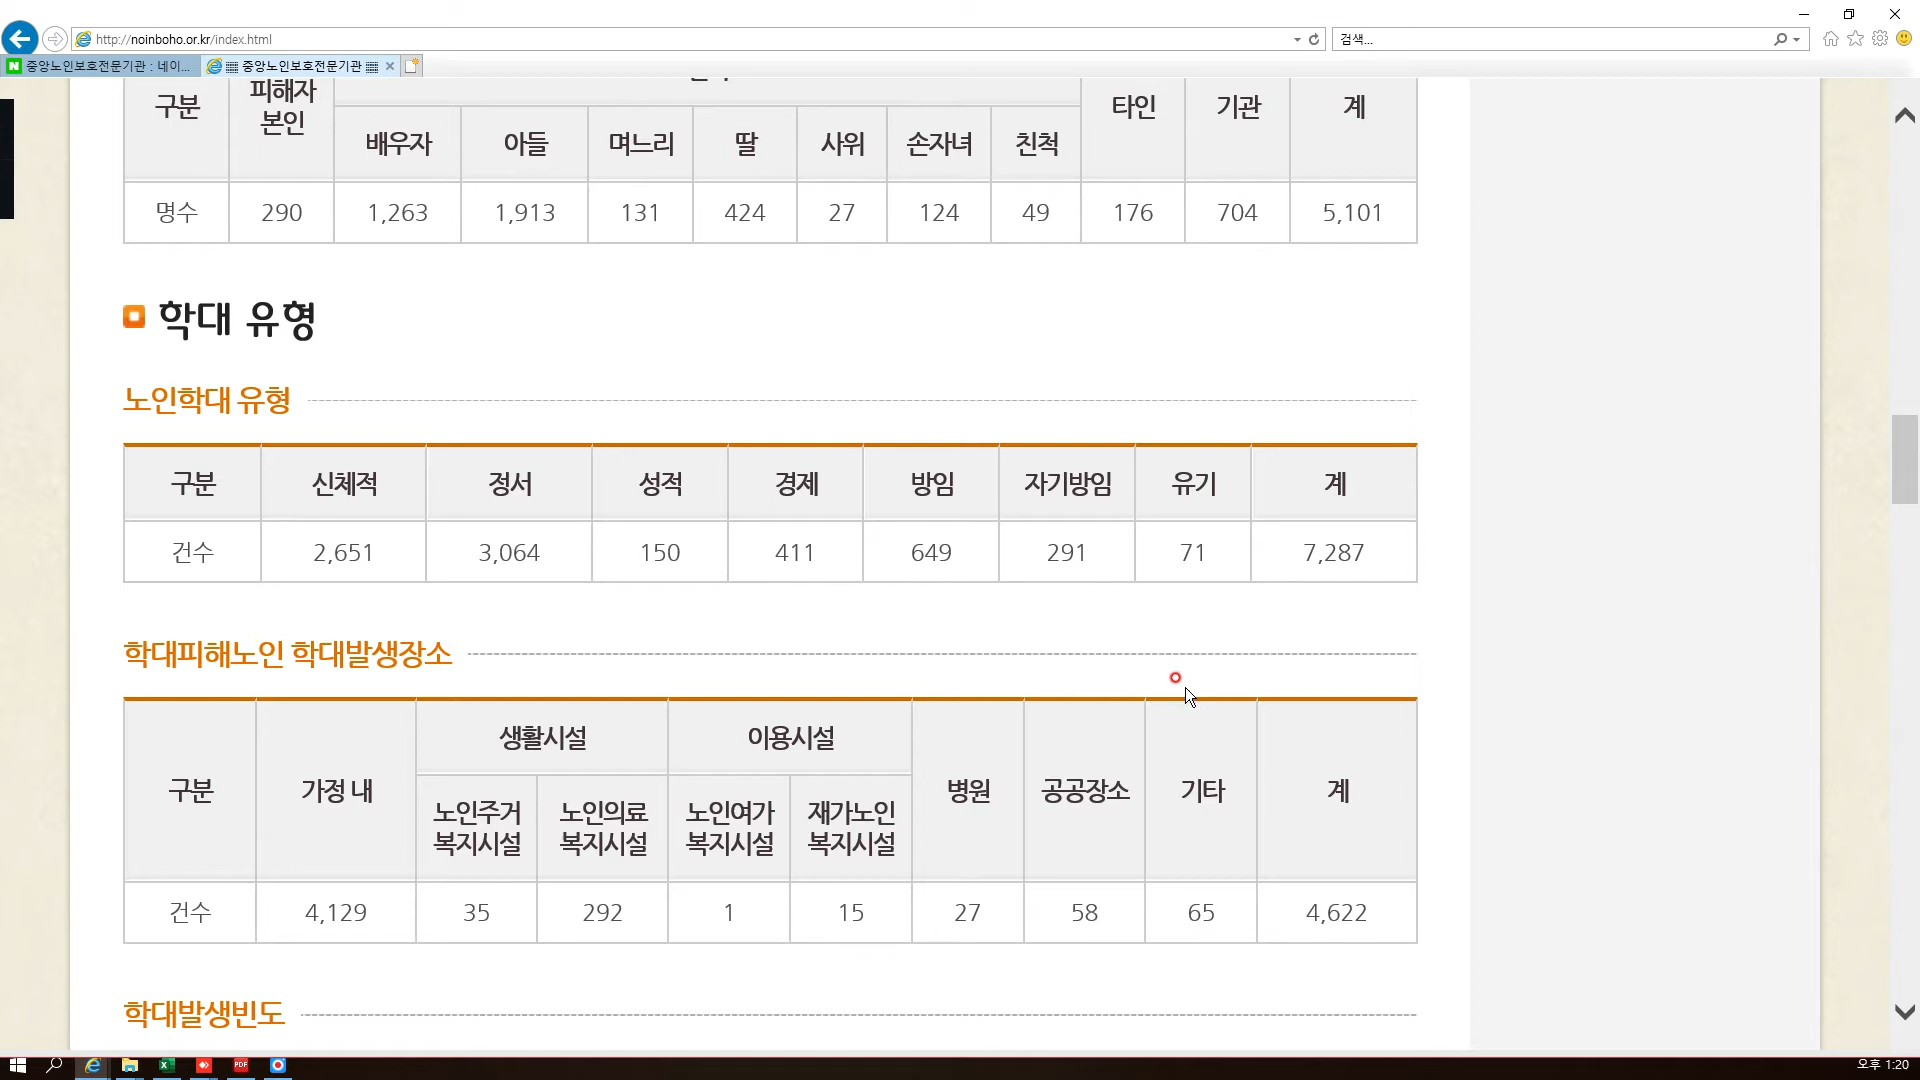 http://noinboho.or.kr/index.html
검색...
중앙노인보호전문기관 : 네이...
중앙노인보호전문기관
구분 피해자 본인 타인 기관 계
배우자 아들 며느리 딸 사위 손자녀 친척
명수 290 1,263 1,913 131 424 27 124 49 176 704 5,101
학대 유형
노인학대 유형
구분 신체적 정서 성적 경제 방임 자기방임 유기 계
건수 2,651 3,064 150 411 649 291 71 7,287
학대피해노인 학대발생장소
구분 가정 내 생활시설 이용시설 병원 공공장소 기타 계
노인주거 복지시설 노인의료 복지시설 노인여가 복지시설 재가노인 복지시설
건수 4,129 35 292 1 15 27 58 65 4,622
학대발생빈도
PDF
오후 1:20